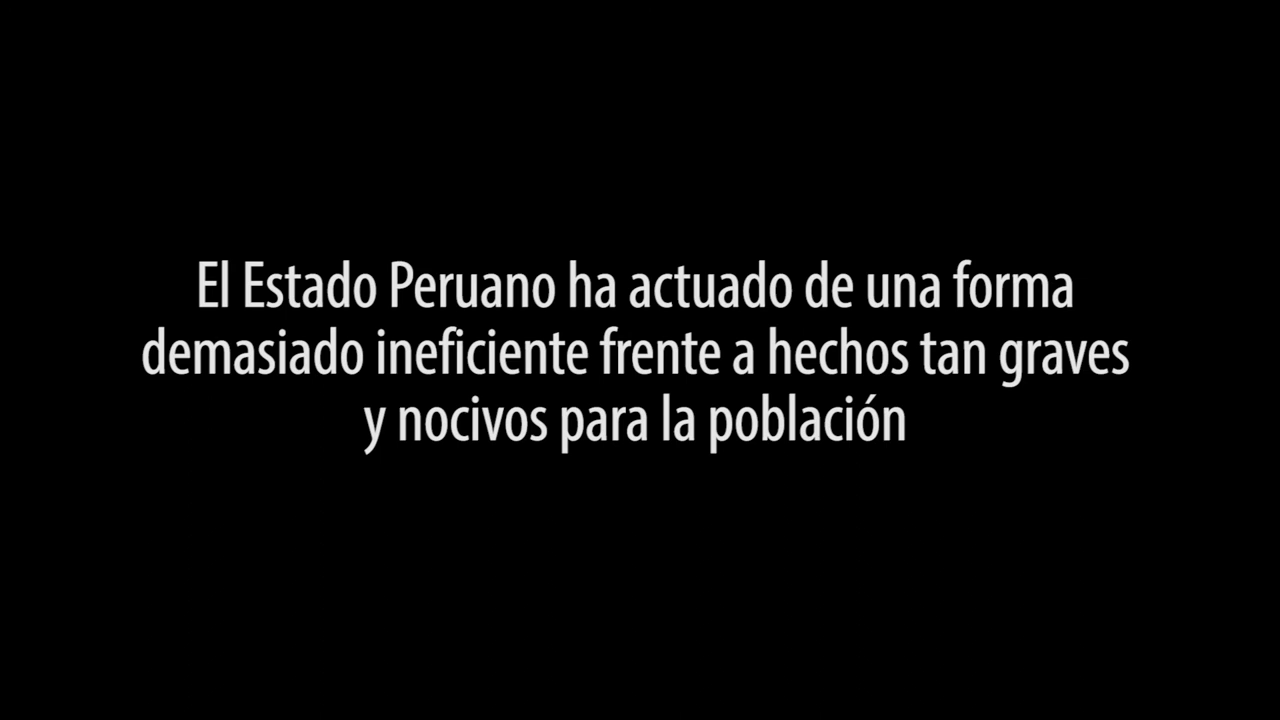 El Estado Peruano ha actuado de una forma
demasiado ineficiente frente a hechos tan graves
y nocivos para la población